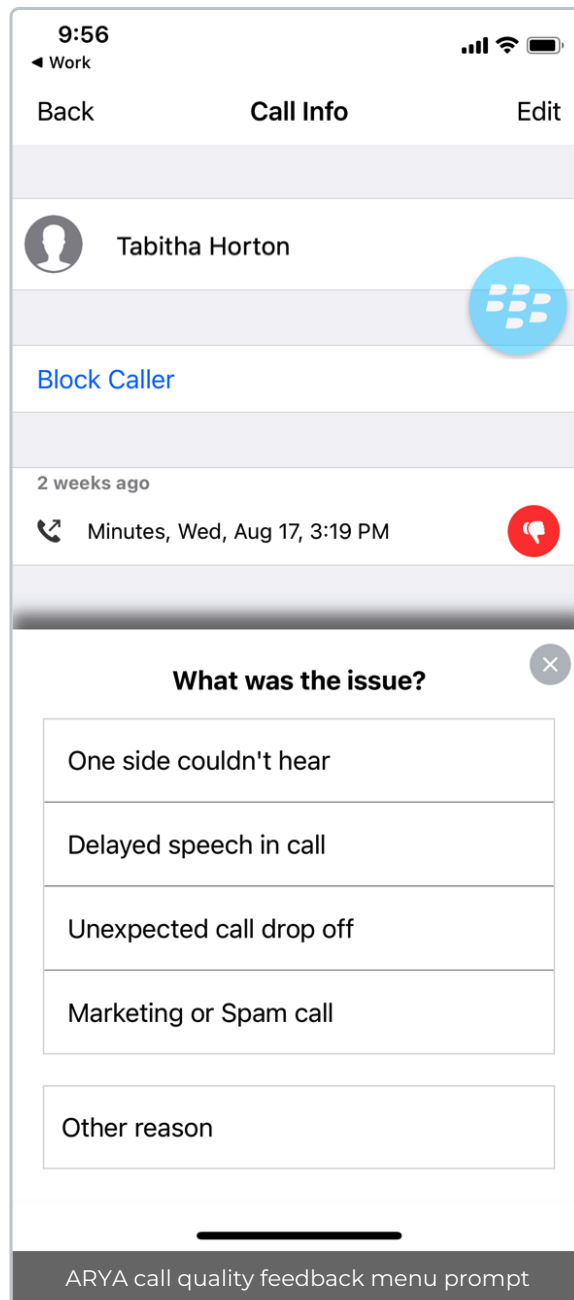 9:56
◀ Work
Back Call Info Edit
Tabitha Horton
Block Caller
2 weeks ago
Minutes, Wed, Aug 17, 3:19 PM
What was the issue?
One side couldn't hear
Delayed speech in call
Unexpected call drop off
Marketing or Spam call
Other reason
ARYA call quality feedback menu prompt